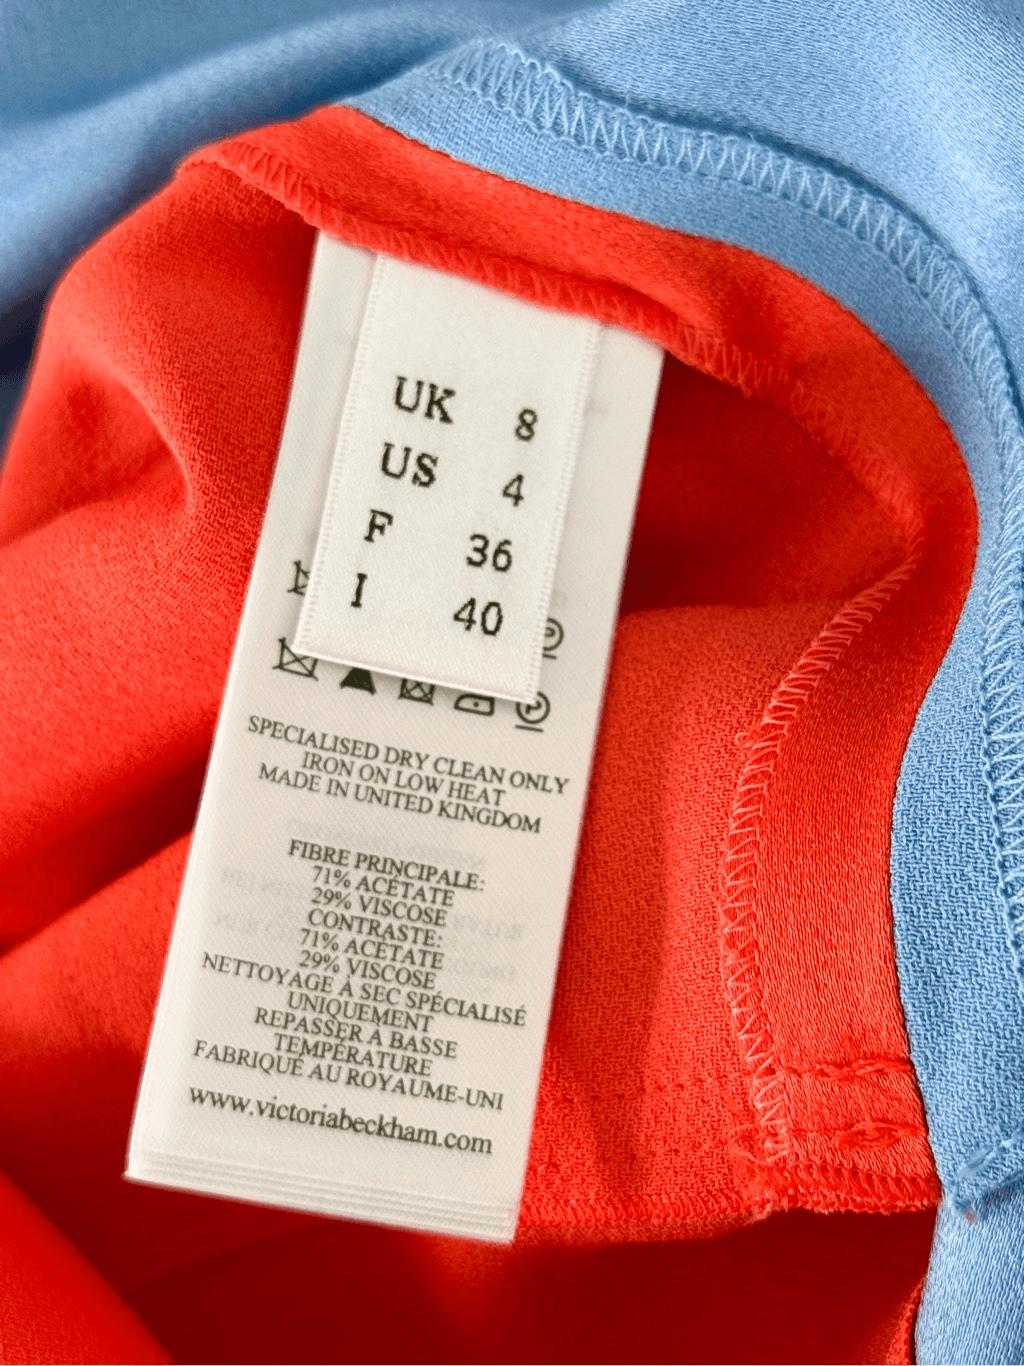 UK 8
US 4
F 36
I 40
SPECIALISED DRY CLEAN ONLY
IRON ON LOW HEAT
MADE IN UNITED KINGDOM
FIBRE PRINCIPALE:
71% ACÉTATE
29% VISCOSE
CONTRASTE:
71% ACÉTATE
29% VISCOSE
NETTOYAGE À SEC SPÉCIALISÉ
UNIQUEMENT
REPASSER À BASSE
TEMPÉRATURE
FABRIQUÉ AU ROYAUME-UNI
www.victoriabeckham.com